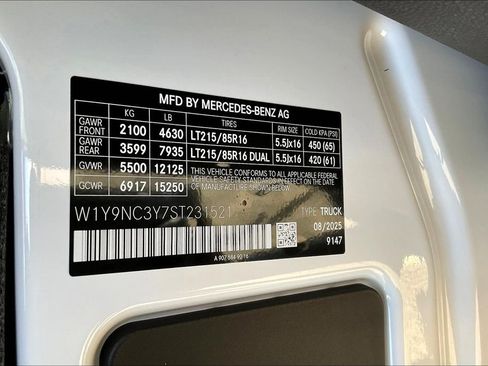 MFD BY MERCEDES-BENZ AG
KG LB TIRES RIM SIZE COLD KPA (PSI)
GAWR FRONT 2100 4630 LT215/85R16 5.5Jx16 450 (65)
GAWR REAR 3599 7935 LT215/85R16 DUAL 5.5Jx16 420 (61)
GVWR 5500 12125
GCWR 6917 15250
THIS VEHICLE CONFORMS TO ALL APPLICABLE FEDERAL MOTOR VEHICLE SAFETY STANDARDS IN EFFECT ON THE DATE OF MANUFACTURE SHOWN
W1Y9NC3Y7ST231521
TYPE TRUCK
08/2025
9147
A 907 584